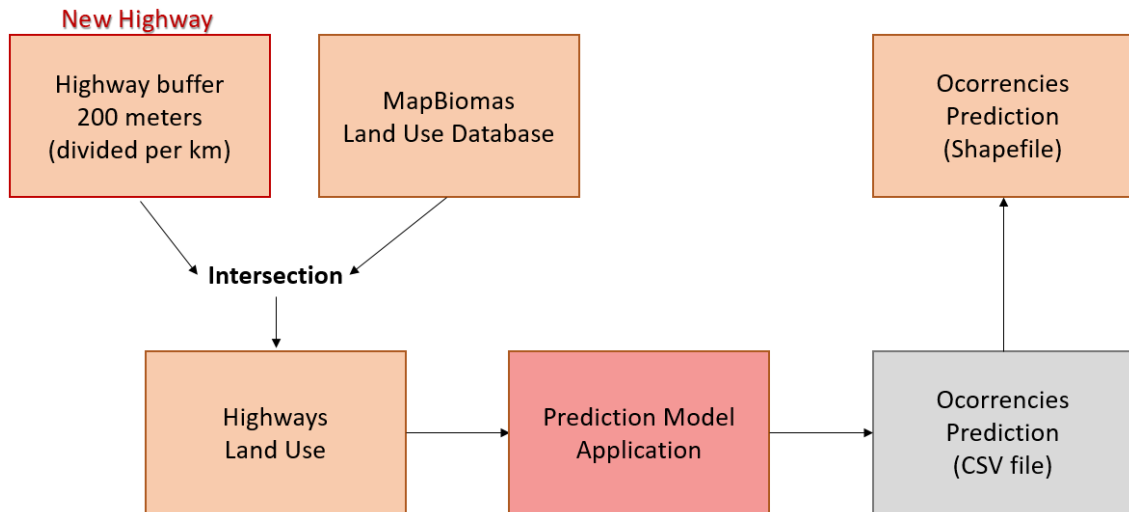 New Highway
Highway buffer
200 meters
(divided per km)
MapBiomas
Land Use Database
Ocorrencies
Prediction
(Shapefile)
Intersection
Highways
Land Use
Prediction Model
Application
Ocorrencies
Prediction
(CSV file)